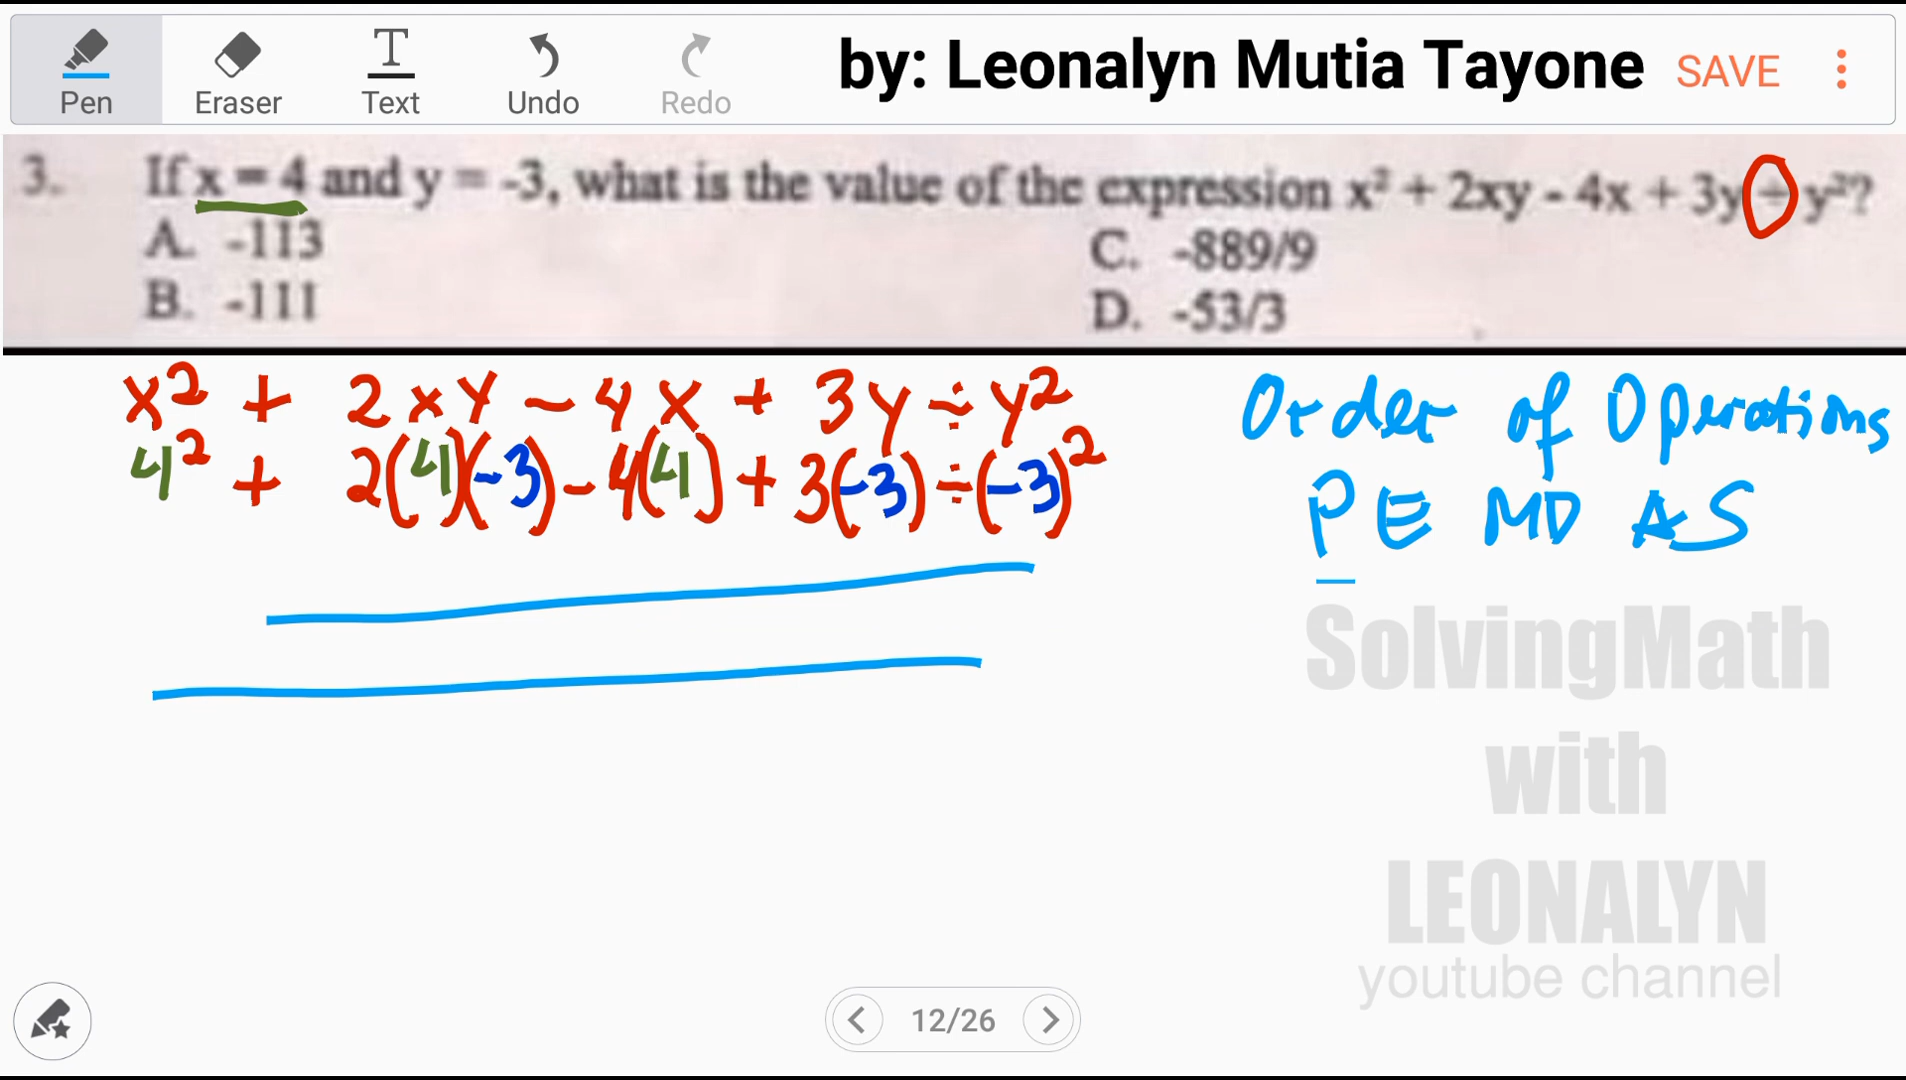 Pen Eraser Text Undo Redo by: Leonalyn Mutia Tayone SAVE
3. If x = 4 and y = -3, what is the value of the expression x² + 2xy - 4x + 3y ÷ y²?
A. -113
B. -111
C. -889/9
D. -53/3
x² + 2xy - 4x + 3y ÷ y²
4² + 2(4)(-3) - 4(4) + 3(-3) ÷ (-3)²
Order of Operations
PE MD AS
SolvingMath
with
LEONALYN
youtube channel
12/26